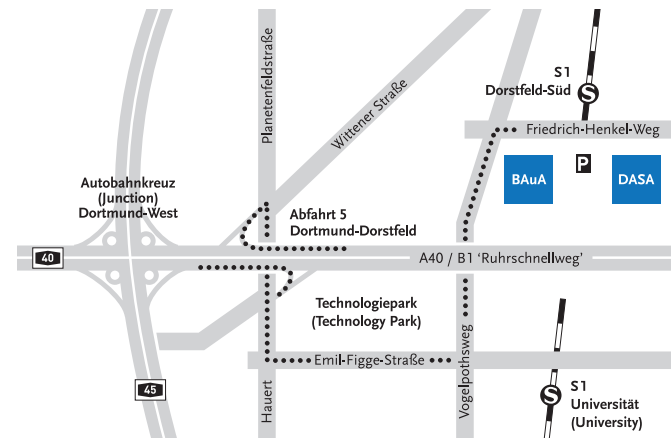 S1
Dorstfeld-Süd
S
Planetenfeldstraße
Wittener Straße
Friedrich-Henkel-Weg
P
BAuA
DASA
Autobahnkreuz
(Junction)
Dortmund-West
Abfahrt 5
Dortmund-Dorstfeld
40
A40 / B1 ‘Ruhrschnellweg’
Technologiepark
(Technology Park)
Emil-Figge-Straße
Vogelpothsweg
Hauert
45
S
S1
Universität
(University)